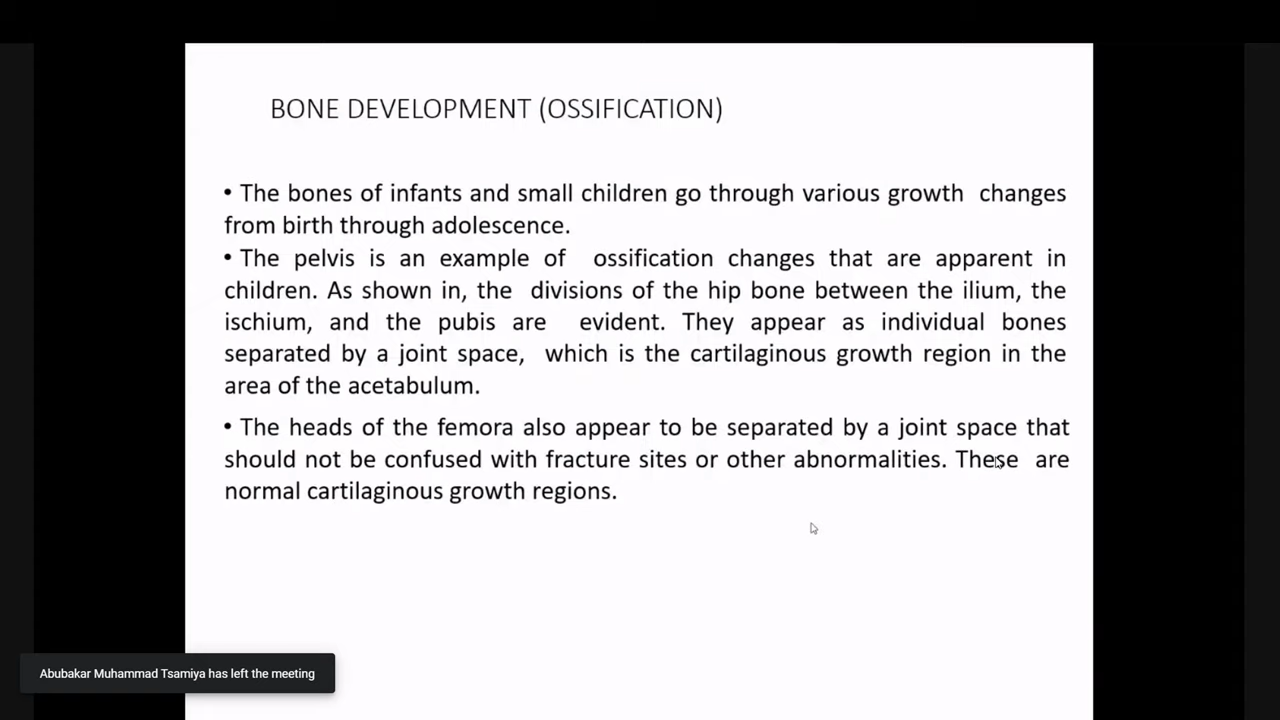 BONE DEVELOPMENT (OSSIFICATION)
• The bones of infants and small children go through various growth changes
from birth through adolescence.
• The pelvis is an example of ossification changes that are apparent in
children. As shown in, the divisions of the hip bone between the ilium, the
ischium, and the pubis are evident. They appear as individual bones
separated by a joint space, which is the cartilaginous growth region in the
area of the acetabulum.
• The heads of the femora also appear to be separated by a joint space that
should not be confused with fracture sites or other abnormalities. These are
normal cartilaginous growth regions.
Abubakar Muhammad Tsamiya has left the meeting